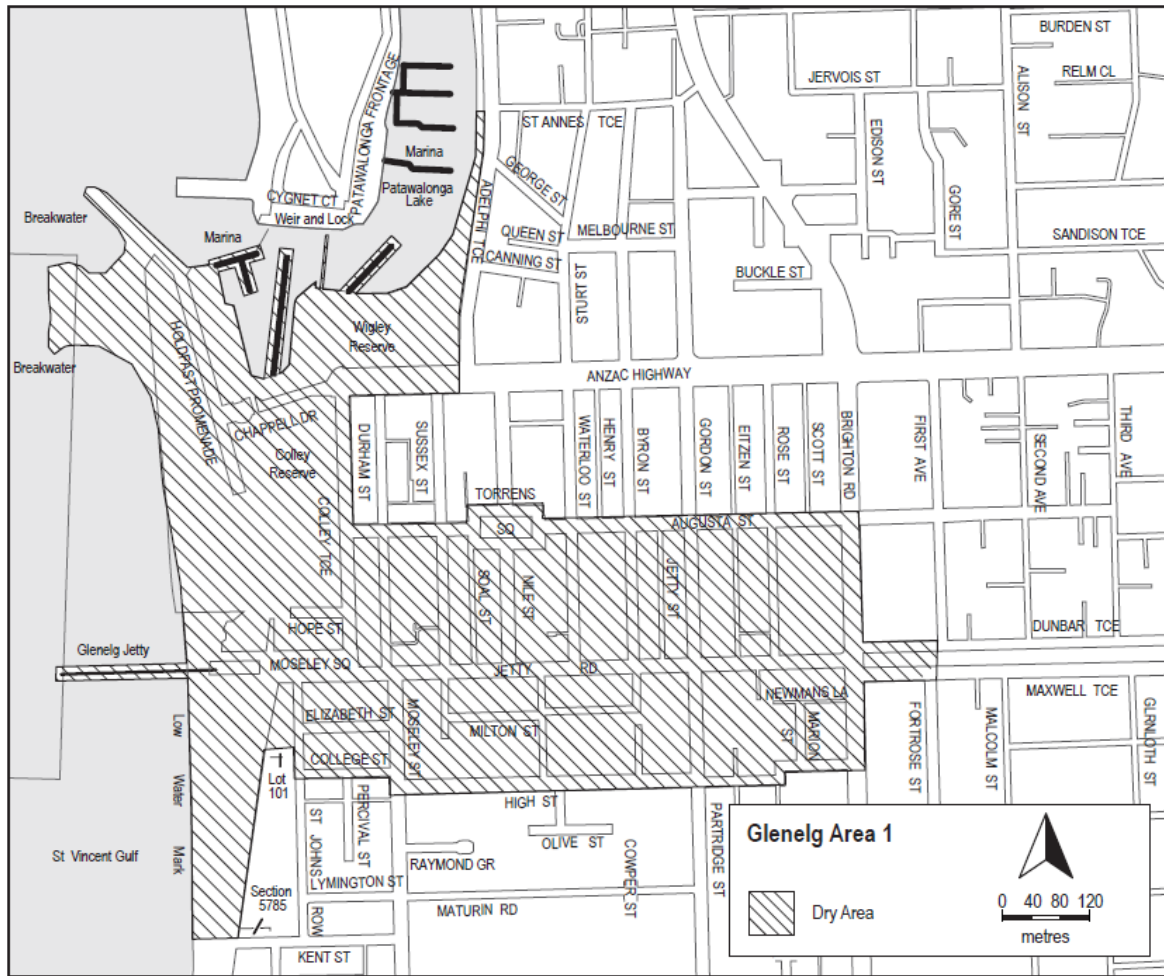 BURDEN ST
RELM CL
JERVOIS ST
ALISON ST
PATAWALONGA FRONTAGE
Marina
Patawalonga
Lake
ST ANNES TCE
GEORGE ST
EDISON ST
GORE ST
CYGNET CT
Weir and Lock
Breakwater
Marina
ADELPHI TCE
QUEEN ST
MELBOURNE ST
CANNING ST
SANDISON TCE
BUCKLE ST
STURT ST
Wigley
Reserve
Breakwater
HOLDFAST PROMENADE
ANZAC HIGHWAY
CHAPPELL DR
Colley
Reserve
DURHAM ST
SUSSEX ST
WATERLOO ST
HENRY ST
BYRON ST
GORDON ST
EITZEN ST
ROSE ST
SCOTT ST
BRIGHTON RD
FIRST AVE
SECOND AVE
THIRD AVE
TORRENS
SQ
AUGUSTA ST
COLLEY TCE
SOAL ST
NILE ST
JETTY ST
HOPE ST
DUNBAR TCE
Glenelg Jetty
MOSELEY SQ
JETTY RD
MAXWELL TCE
NEWMANS LA
ELIZABETH ST
MOSELEY ST
MILTON ST
MARION
ST
FORTROSE ST
MALCOLM ST
GLRNLOTH ST
COLLEGE ST
Low
Water
Mark
Lot
101
HIGH ST
OLIVE ST
PERCIVAL ST
ST JOHNS
ROW
RAYMOND GR
COWPER ST
PARTRIDGE ST
St Vincent Gulf
LYMINGTON ST
Section
5785
MATURIN RD
KENT ST
Glenelg Area 1
Dry Area
0 40 80 120
metres